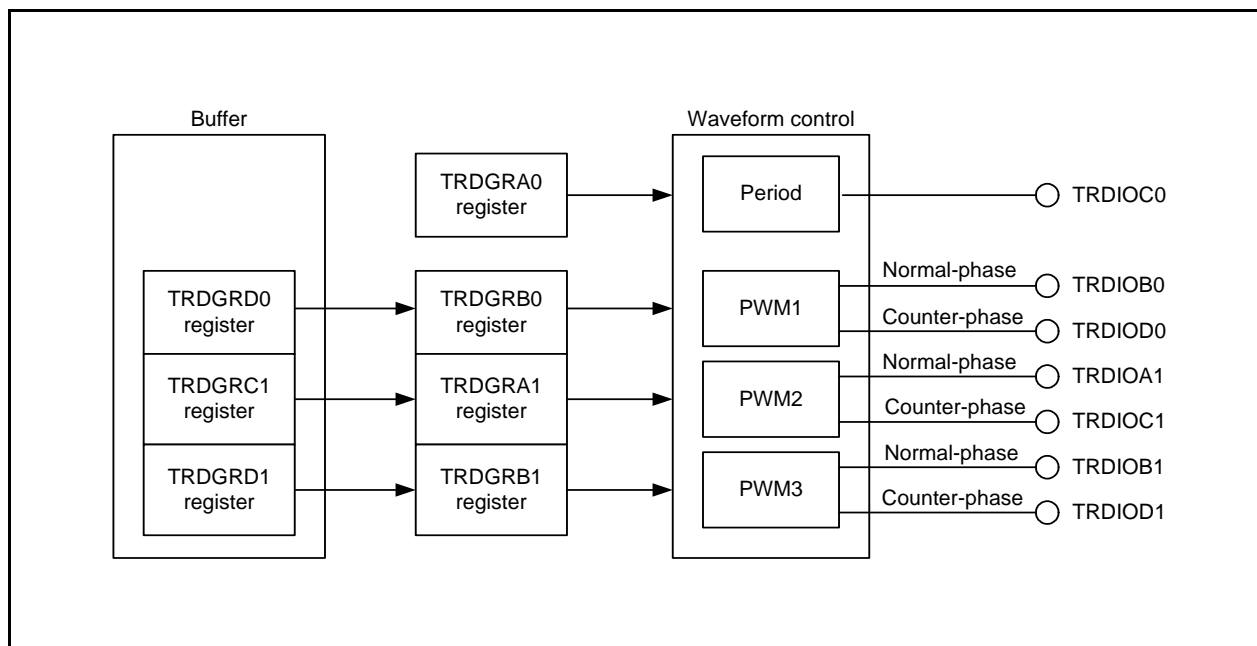 Buffer
Waveform control
TRDGRA0
register
Period
TRDIOC0
TRDGRD0
register
TRDGRB0
register
PWM1
Normal-phase
TRDIOB0
Counter-phase
TRDIOD0
TRDGRC1
register
TRDGRA1
register
PWM2
Normal-phase
TRDIOA1
Counter-phase
TRDIOC1
TRDGRD1
register
TRDGRB1
register
PWM3
Normal-phase
TRDIOB1
Counter-phase
TRDIOD1